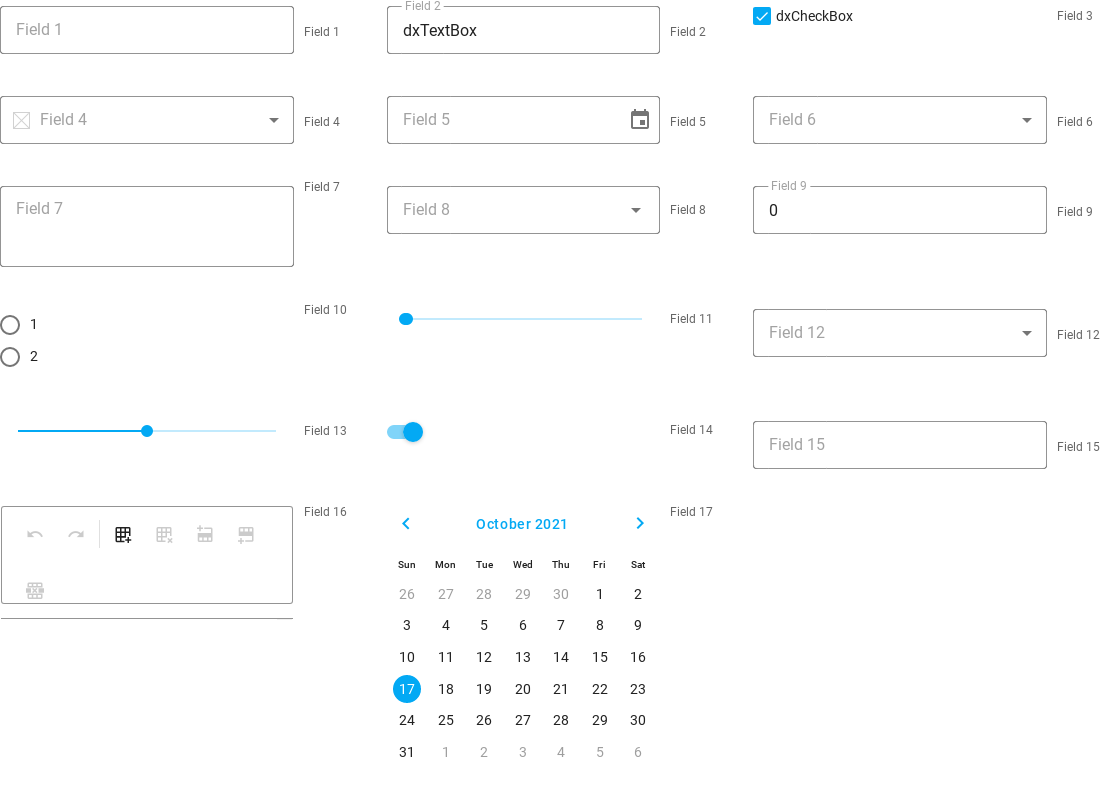 Field 1 Field 1
Field 2
dxTextBox Field 2
dxCheckBox Field 3
Field 4 Field 4
Field 5 Field 5
Field 6 Field 6
Field 7 Field 7
Field 8 Field 8
Field 9
0 Field 9
1 Field 10
2
Field 11
Field 12 Field 12
Field 13
Field 14
Field 15 Field 15
Field 16
October 2021 Field 17
Sun Mon Tue Wed Thu Fri Sat
26 27 28 29 30 1 2
3 4 5 6 7 8 9
10 11 12 13 14 15 16
17 18 19 20 21 22 23
24 25 26 27 28 29 30
31 1 2 3 4 5 6